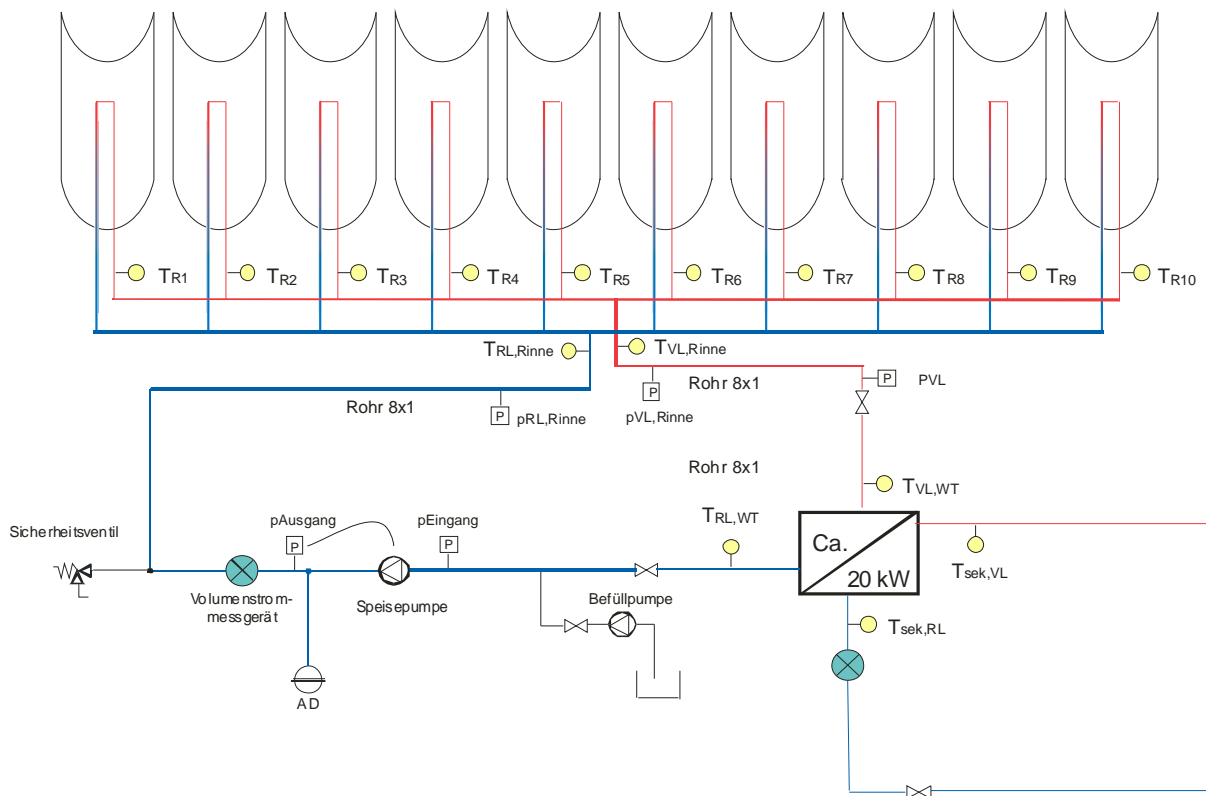 TR1 TR2 TR3 TR4 TR5 TR6 TR7 TR8 TR9 TR10
TRL,Rinne
TVL,Rinne
P PVL
Rohr 8x1
Rohr 8x1
P pRL,Rinne
P
pVL,Rinne
Rohr 8x1
TVL,WT
Sicherheitsventil
pAusgang
P
pEingang
P
TRL,WT
Ca.
20 kW
Tsek,VL
Volumenstrom-
messgerät
Speisepumpe
Befüllpumpe
Tsek,RL
AD